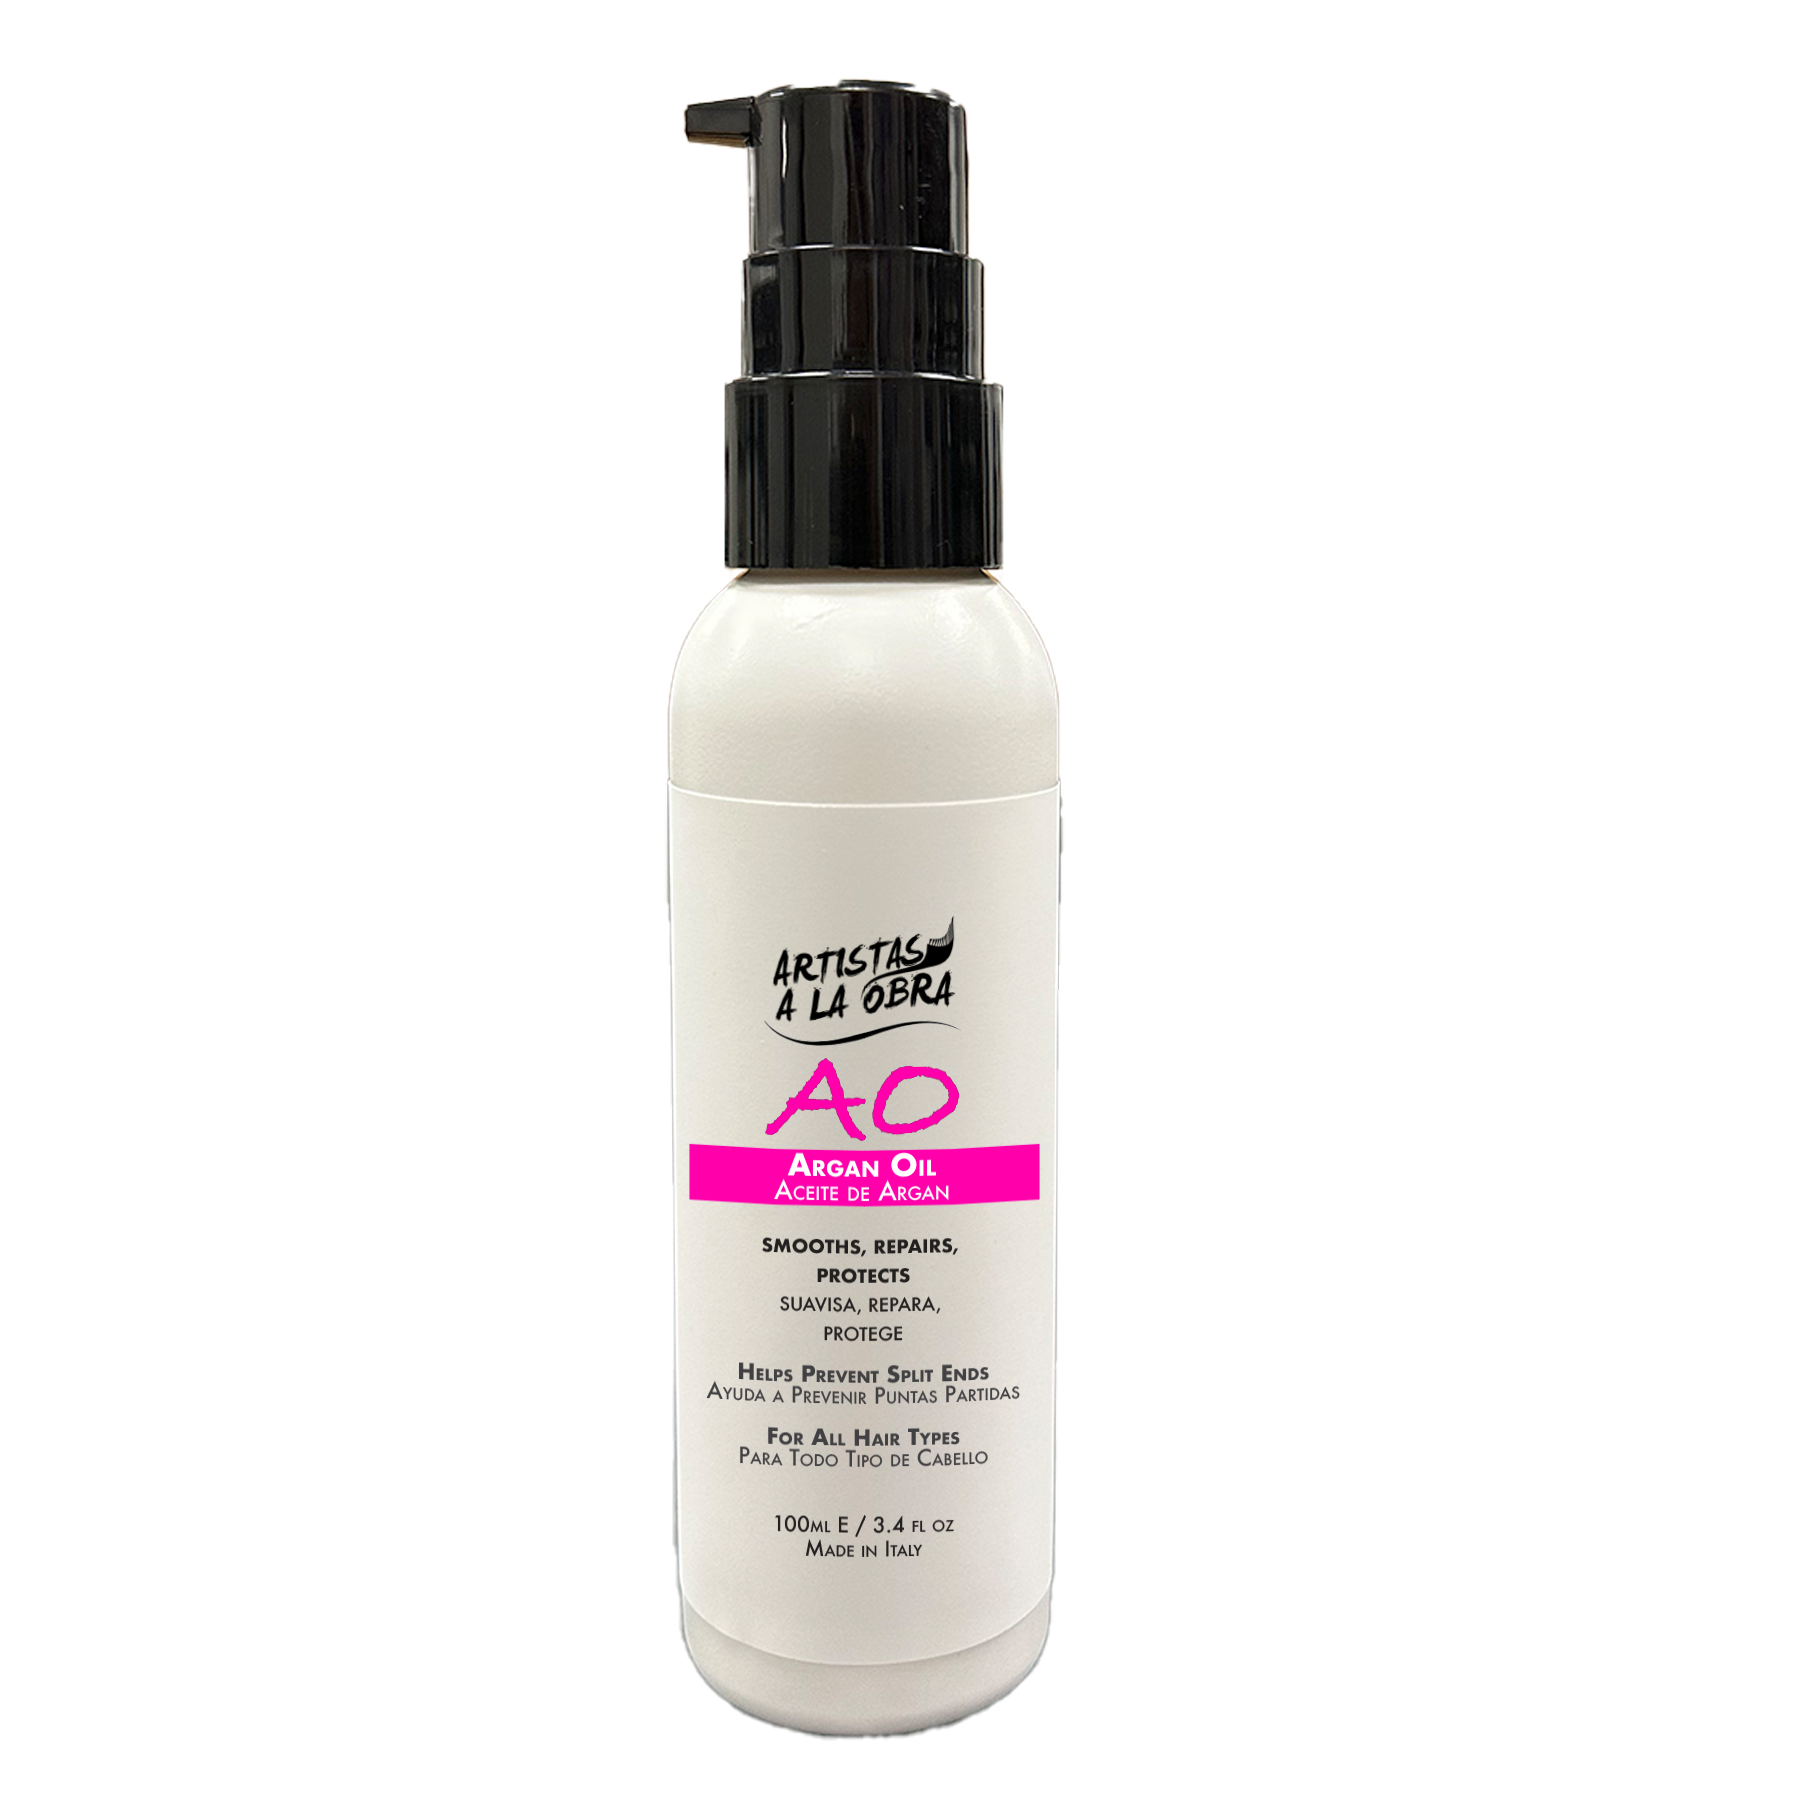 ARTISTAS
A LA OBRA
AO
ARGAN OIL
ACEITE DE ARGAN
SMOOTHS, REPAIRS,
PROTECTS
SUAVISA, REPARA,
PROTEGE
HELPS PREVENT SPLIT ENDS
AYUDA A PREVENIR PUNTAS PARTIDAS
FOR ALL HAIR TYPES
PARA TODO TIPO DE CABELLO
100ML E / 3.4 FL OZ
MADE IN ITALY